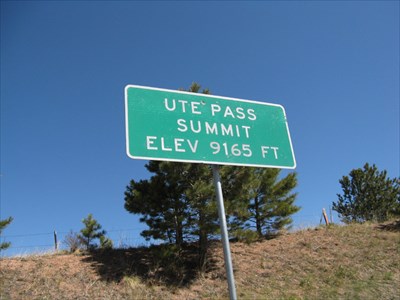 UTE PASS
SUMMIT
ELEV 9165 FT